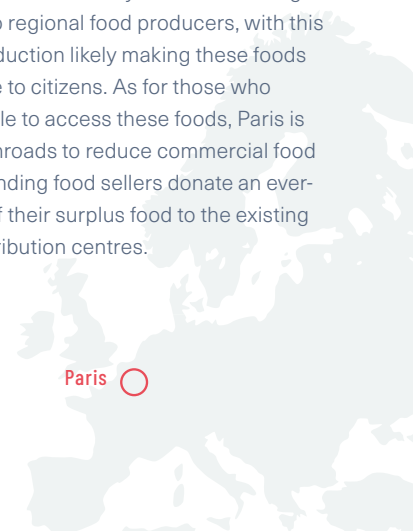 regional food producers, with this
duction likely making these foods
to citizens. As for those who
le to access these foods, Paris is
nroads to reduce commercial food
nding food sellers donate an ever-
f their surplus food to the existing
ribution centres.
Paris